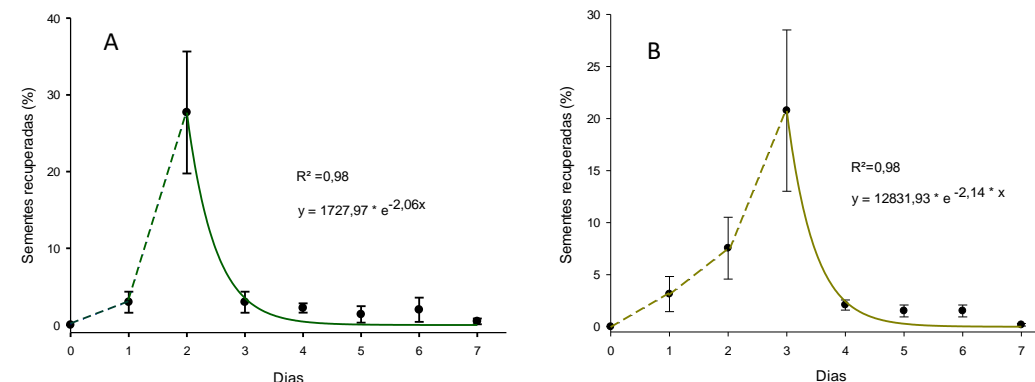 A
Sementes recuperadas (%)
40
30
20
10
0
R² =0,98
y = 1727,97 * e-2,06x
0 1 2 3 4 5 6 7
Dias
B
Sementes recuperadas (%)
30
25
20
15
10
5
0
R²=0,98
y = 12831,93 * e -2,14 * x
0 1 2 3 4 5 6 7
Dias